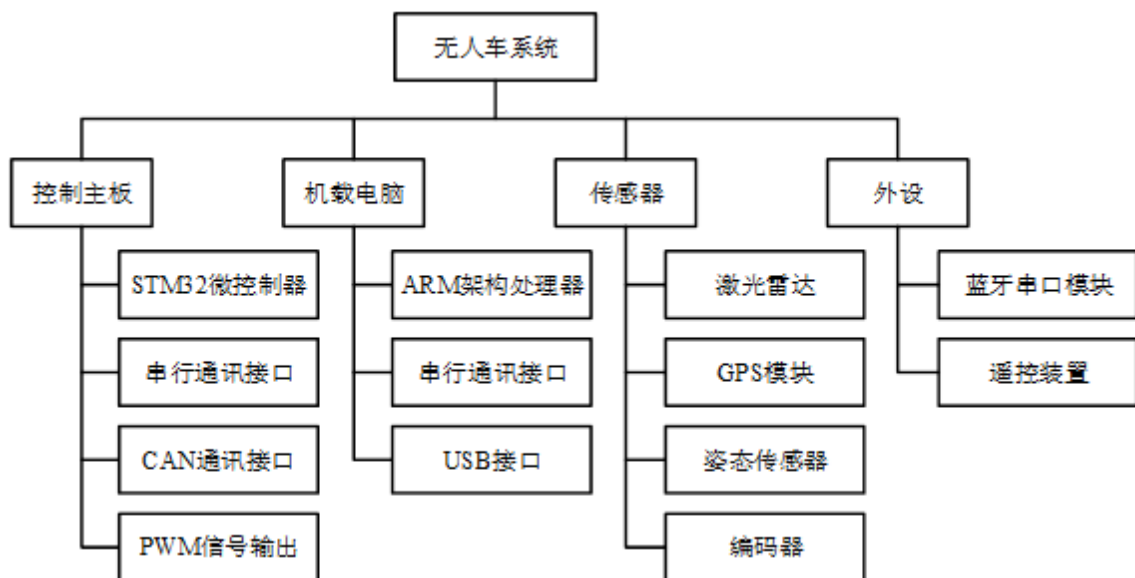 无人车系统
控制主板
机载电脑
传感器
外设
STM32微控制器
ARM架构处理器
激光雷达
蓝牙串口模块
串行通讯接口
串行通讯接口
GPS模块
遥控装置
CAN通讯接口
USB接口
姿态传感器
PWM信号输出
编码器